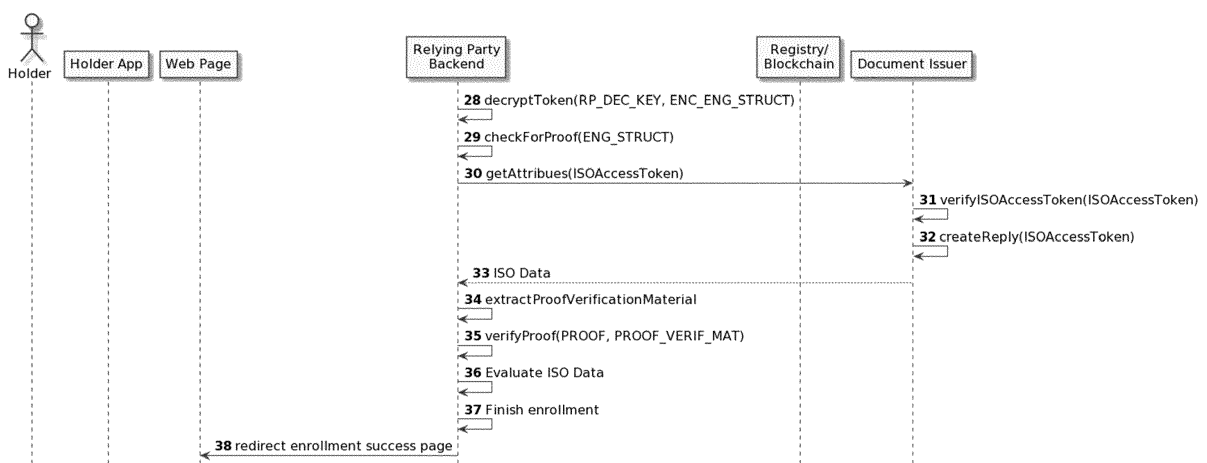 Holder
Holder App
Web Page
Relying Party
Backend
Registry/
Blockchain
Document Issuer
28 decryptToken(RP_DEC_KEY, ENC_ENG_STRUCT)
29 checkForProof(ENG_STRUCT)
30 getAttribues(ISOAccessToken)
31 verifyISOAccessToken(ISOAccessToken)
32 createReply(ISOAccessToken)
33 ISO Data
34 extractProofVerificationMaterial
35 verifyProof(PROOF, PROOF_VERIF_MAT)
36 Evaluate ISO Data
37 Finish enrollment
38 redirect enrollment success page